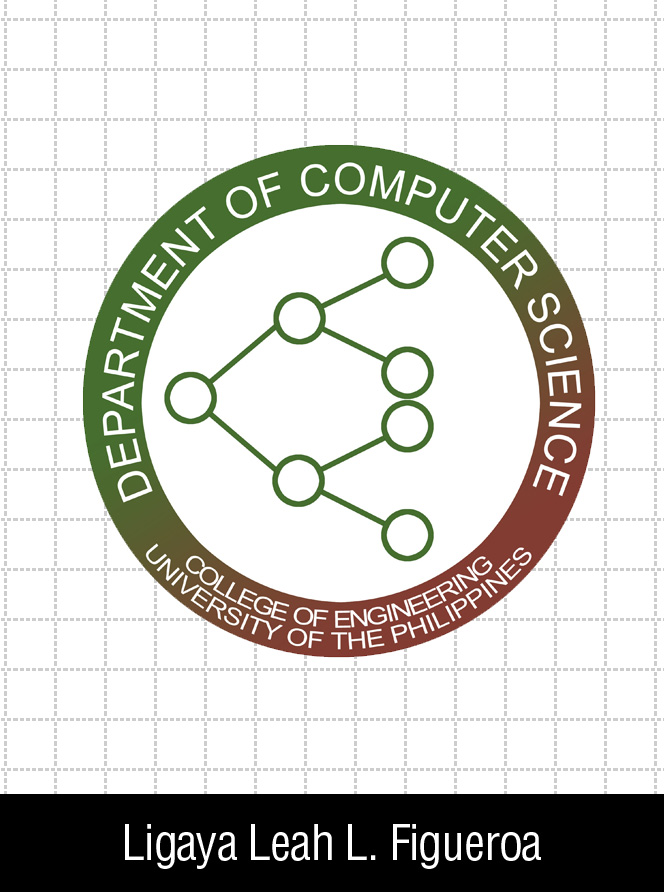 DEPARTMENT OF COMPUTER SCIENCE
COLLEGE OF ENGINEERING
UNIVERSITY OF THE PHILIPPINES
Ligaya Leah L. Figueroa